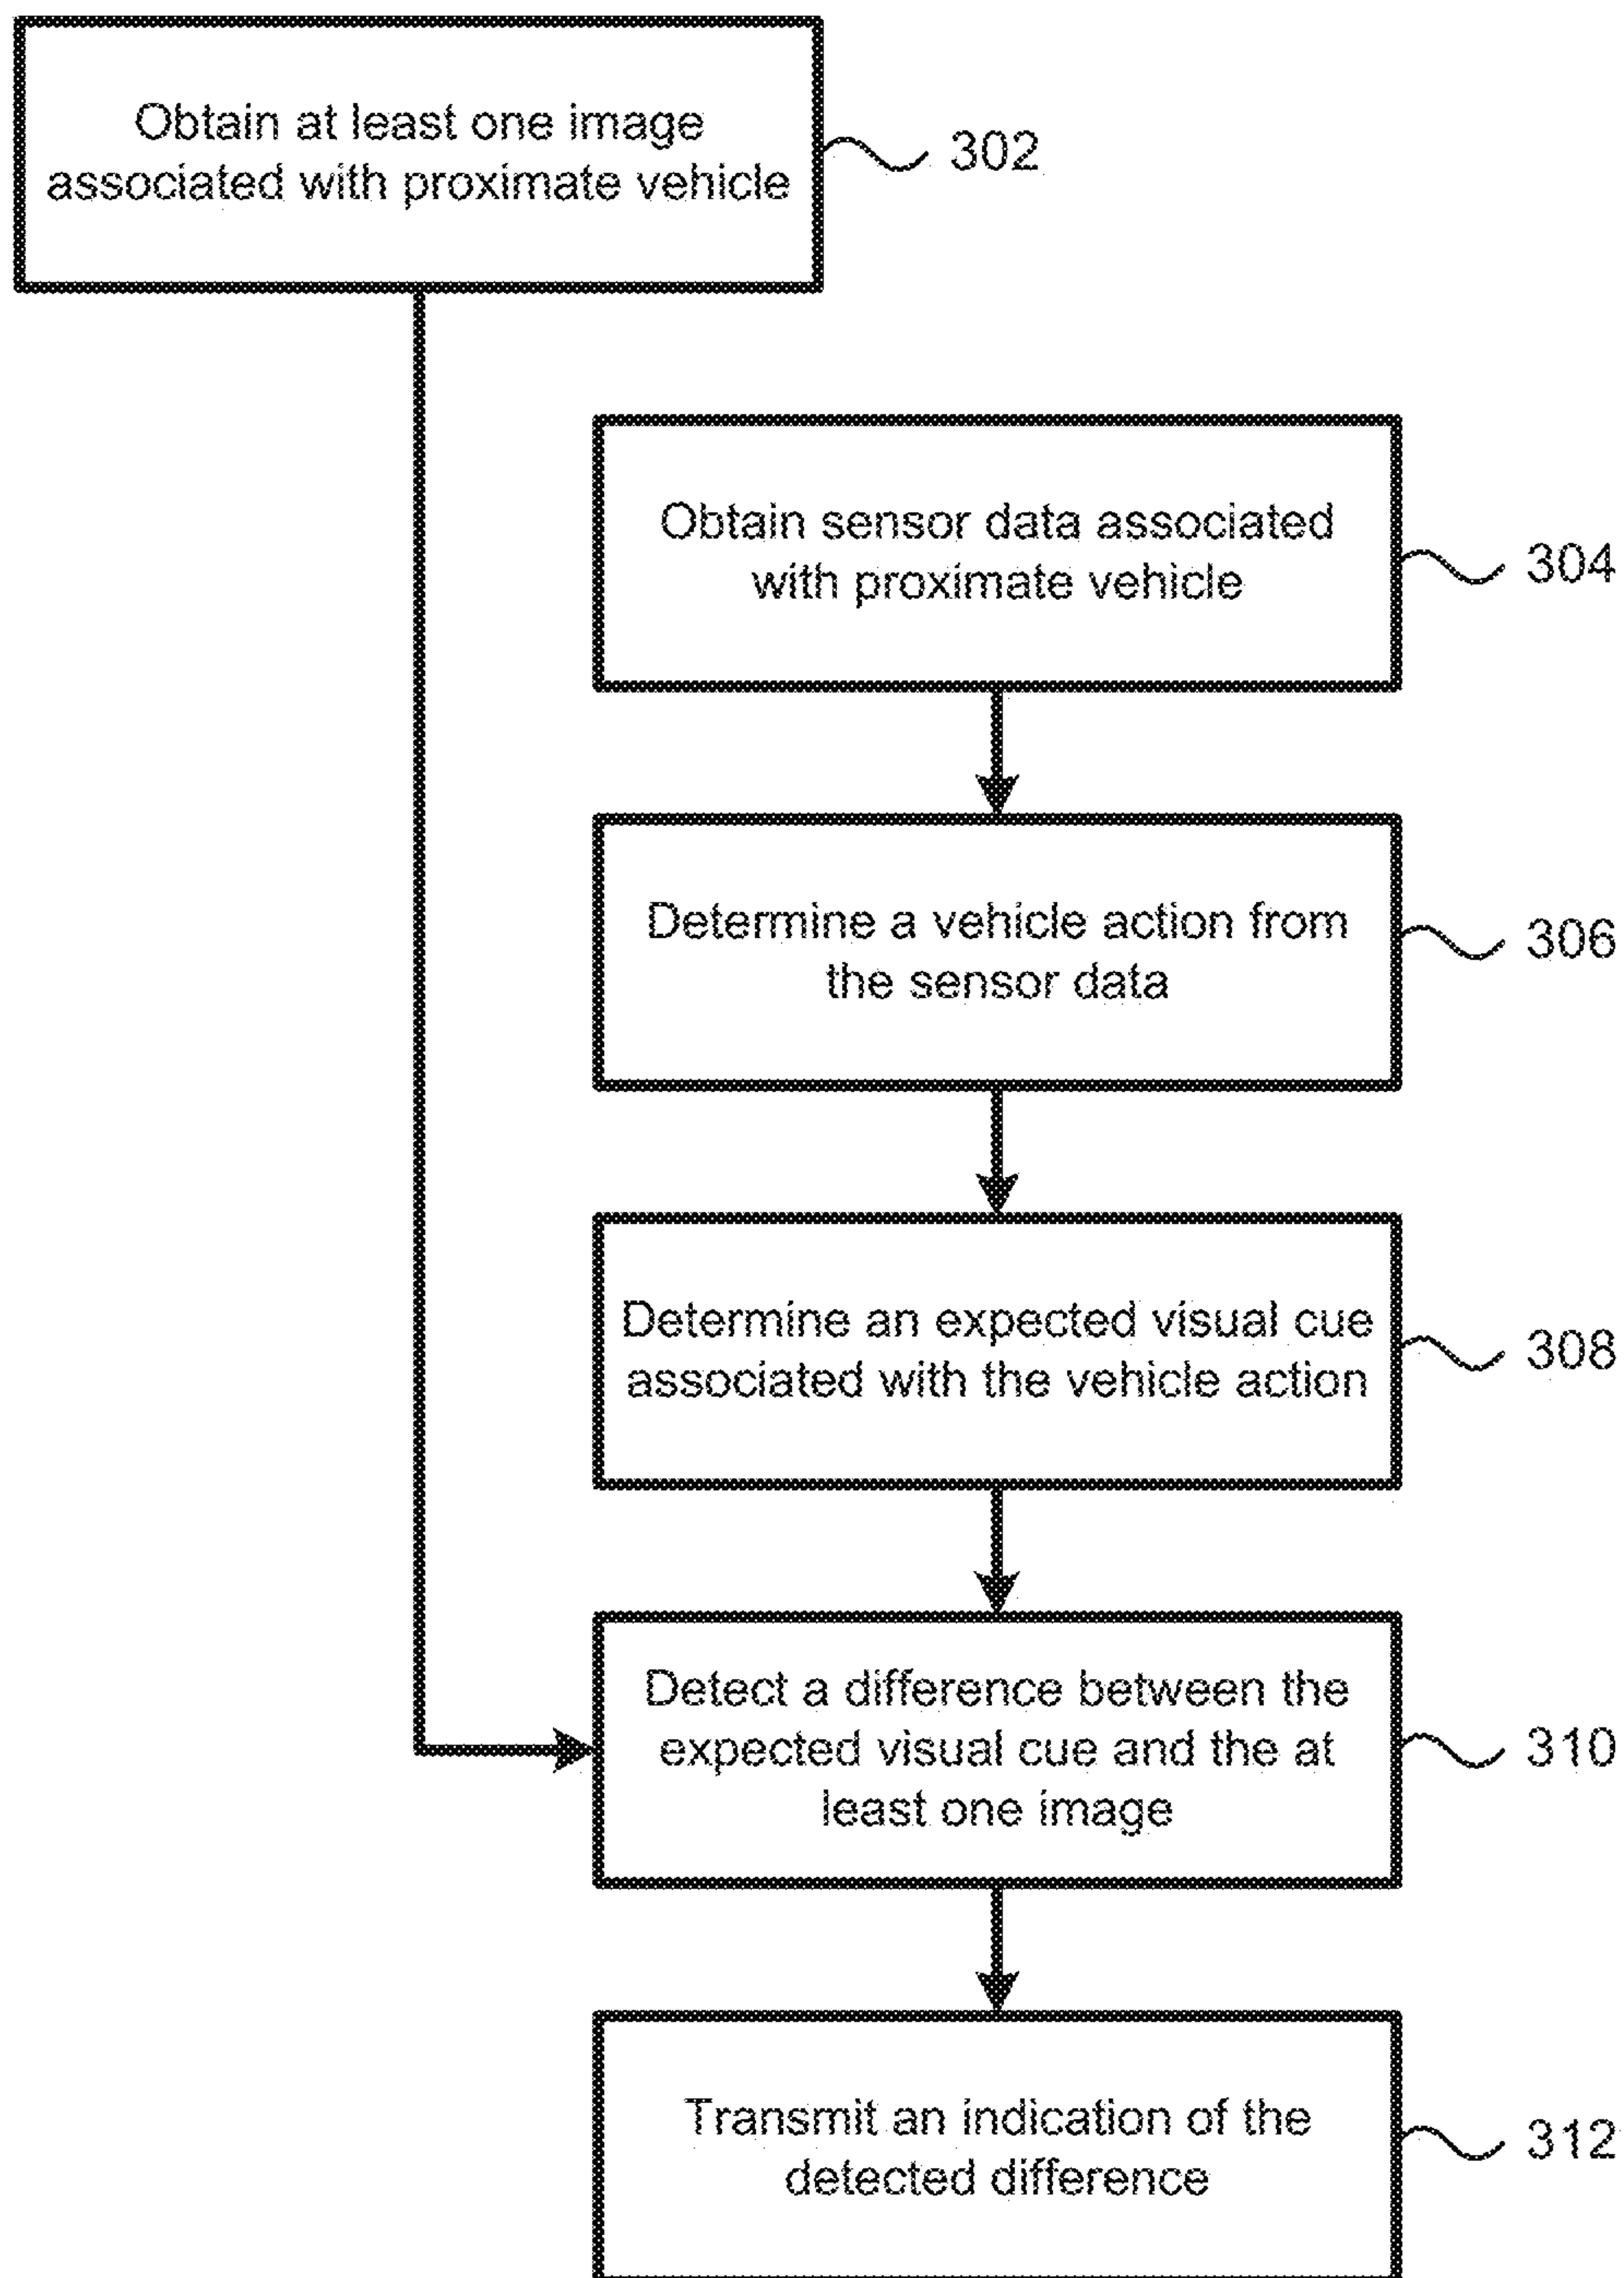 Obtain at least one image
associated with proximate vehicle
302
Obtain sensor data associated
with proximate vehicle
304
Determine a vehicle action from
the sensor data
306
Determine an expected visual cue
associated with the vehicle action
308
Detect a difference between the
expected visual cue and the at
least one image
310
Transmit an indication of the
detected difference
312